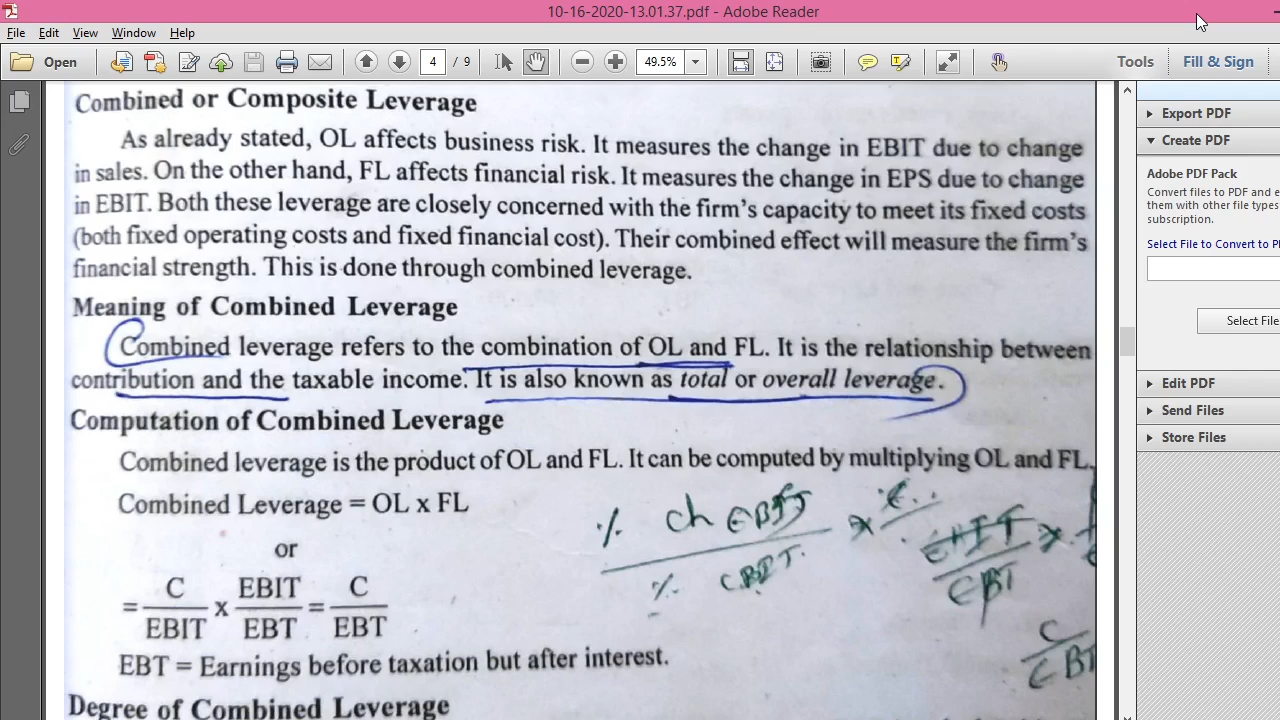 10-16-2020-13.01.37.pdf - Adobe Reader
File Edit View Window Help
Open 4 / 9 49.5% Tools Fill & Sign
Combined or Composite Leverage
As already stated, OL affects business risk. It measures the change in EBIT due to change
in sales. On the other hand, FL affects financial risk. It measures the change in EPS due to change
in EBIT. Both these leverage are closely concerned with the firm's capacity to meet its fixed costs
(both fixed operating costs and fixed financial cost). Their combined effect will measure the firm's
financial strength. This is done through combined leverage.
Meaning of Combined Leverage
Combined leverage refers to the combination of OL and FL. It is the relationship between
contribution and the taxable income. It is also known as total or overall leverage.
Computation of Combined Leverage
Combined leverage is the product of OL and FL. It can be computed by multiplying OL and FL.
Combined Leverage = OL x FL
or
= C/EBIT x EBIT/EBT = C/EBT
EBT = Earnings before taxation but after interest.
Degree of Combined Leverage
% ch EBIT
%
EBT
C
Export PDF
Create PDF
Adobe PDF Pack
Convert files to PDF and e
them with other file types
subscription.
Select File to Convert to P
Select File
Edit PDF
Send Files
Store Files